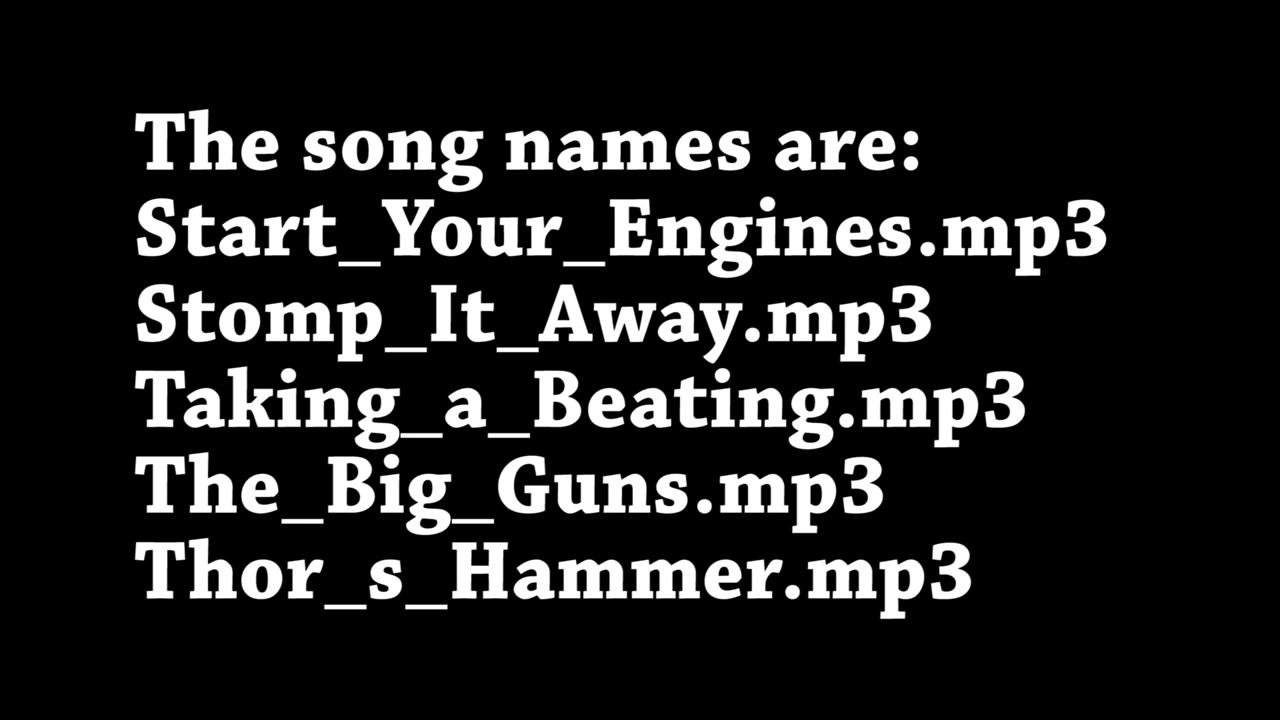 The song names are:
Start_Your_Engines.mp3
Stomp_It_Away.mp3
Taking_a_Beating.mp3
The_Big_Guns.mp3
Thor_s_Hammer.mp3